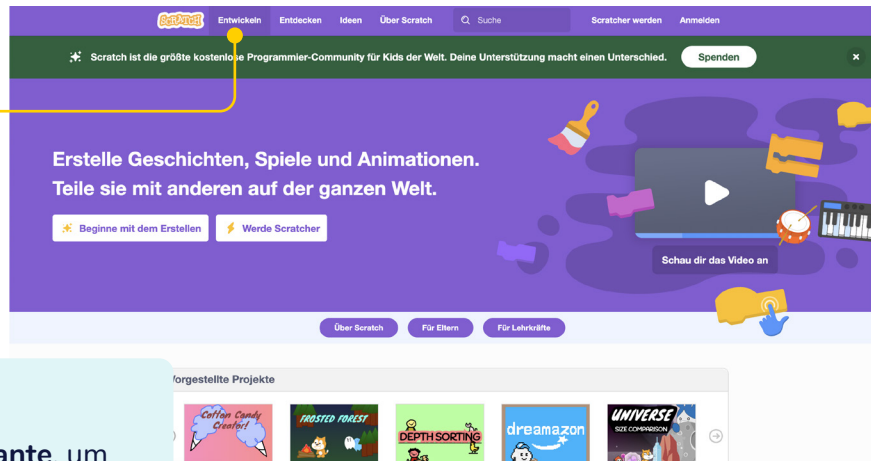 SCRATCH Entwickeln Entdecken Ideen Über Scratch Suche Scratcher werden Anmelden
Scratch ist die größte kostenlose Programmier-Community für Kids der Welt. Deine Unterstützung macht einen Unterschied. Spenden
Erstelle Geschichten, Spiele und Animationen.
Teile sie mit anderen auf der ganzen Welt.
Beginne mit dem Erstellen Werde Scratcher
Schau dir das Video an
Über Scratch Für Eltern Für Lehrkräfte
Vorgestellte Projekte
Cotton Candy
Creator!
FROSTED FOREST
DEPTH SORTING
dreamazon
UNIVERSE
SIZE COMPARISON
ante, um